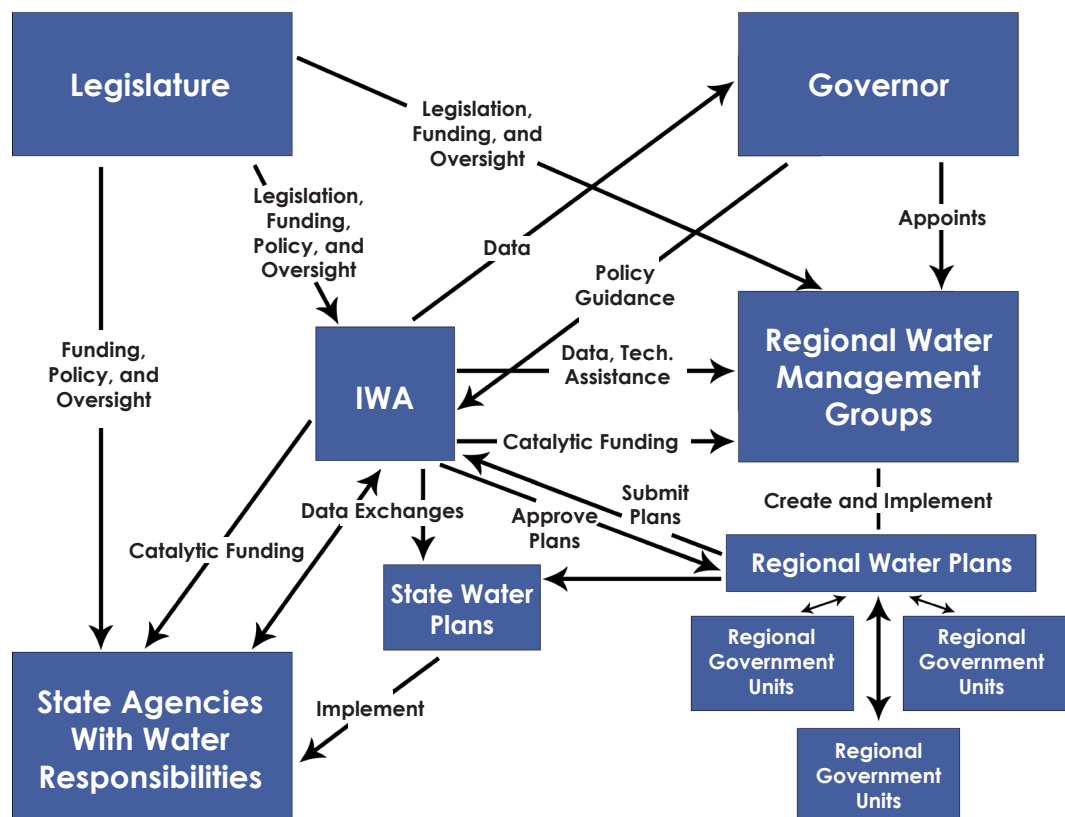 Legislature
Governor
Legislation,
Funding, and
Oversight
Legislation,
Funding,
Policy, and
Oversight
Appoints
Data
Policy
Guidance
Funding,
Policy, and
Oversight
IWA
Data, Tech.
Assistance
Regional Water
Management
Groups
Catalytic Funding
Submit
Plans
Create and Implement
Data Exchanges
Approve
Plans
Catalytic Funding
Regional Water Plans
State Water
Plans
Regional
Government
Units
Regional
Government
Units
State Agencies
With Water
Responsibilities
Implement
Regional
Government
Units